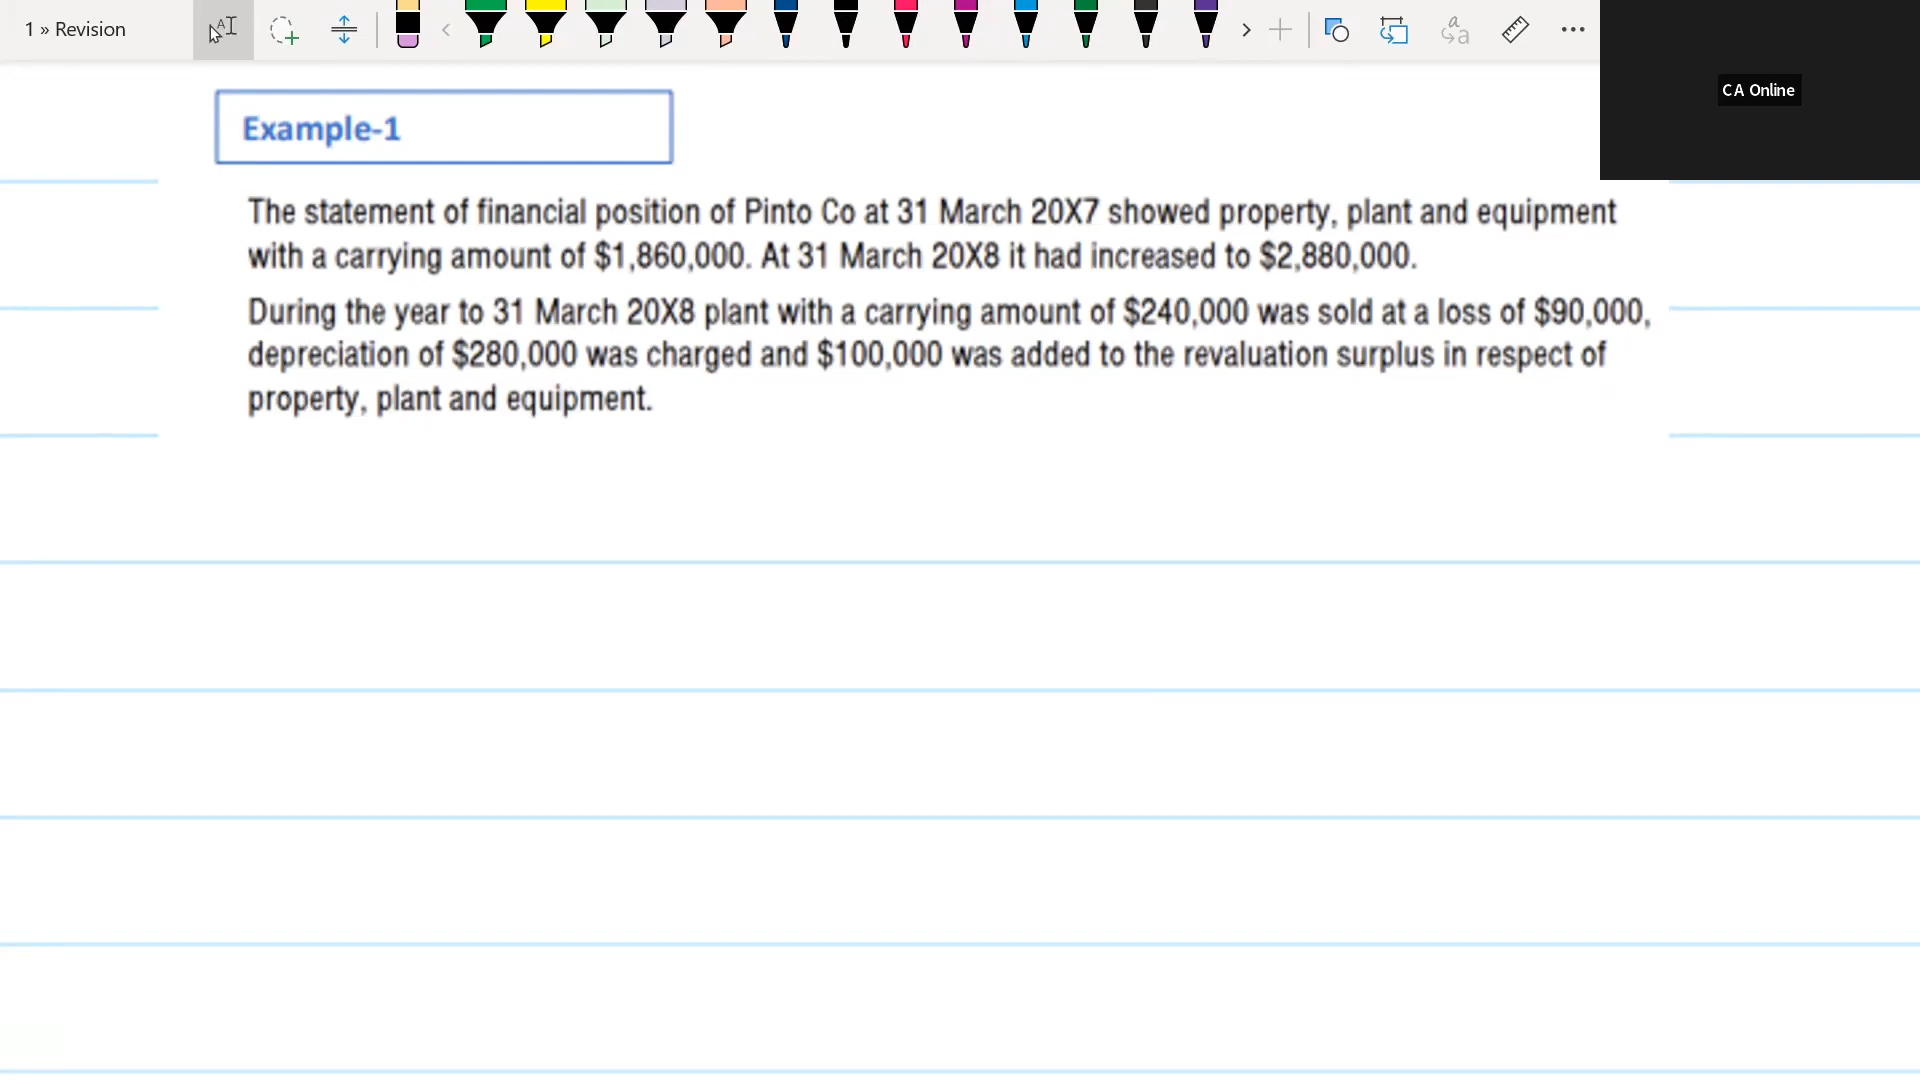 1 » Revision
CA Online
Example-1
The statement of financial position of Pinto Co at 31 March 20X7 showed property, plant and equipment
with a carrying amount of $1,860,000. At 31 March 20X8 it had increased to $2,880,000.
During the year to 31 March 20X8 plant with a carrying amount of $240,000 was sold at a loss of $90,000,
depreciation of $280,000 was charged and $100,000 was added to the revaluation surplus in respect of
property, plant and equipment.